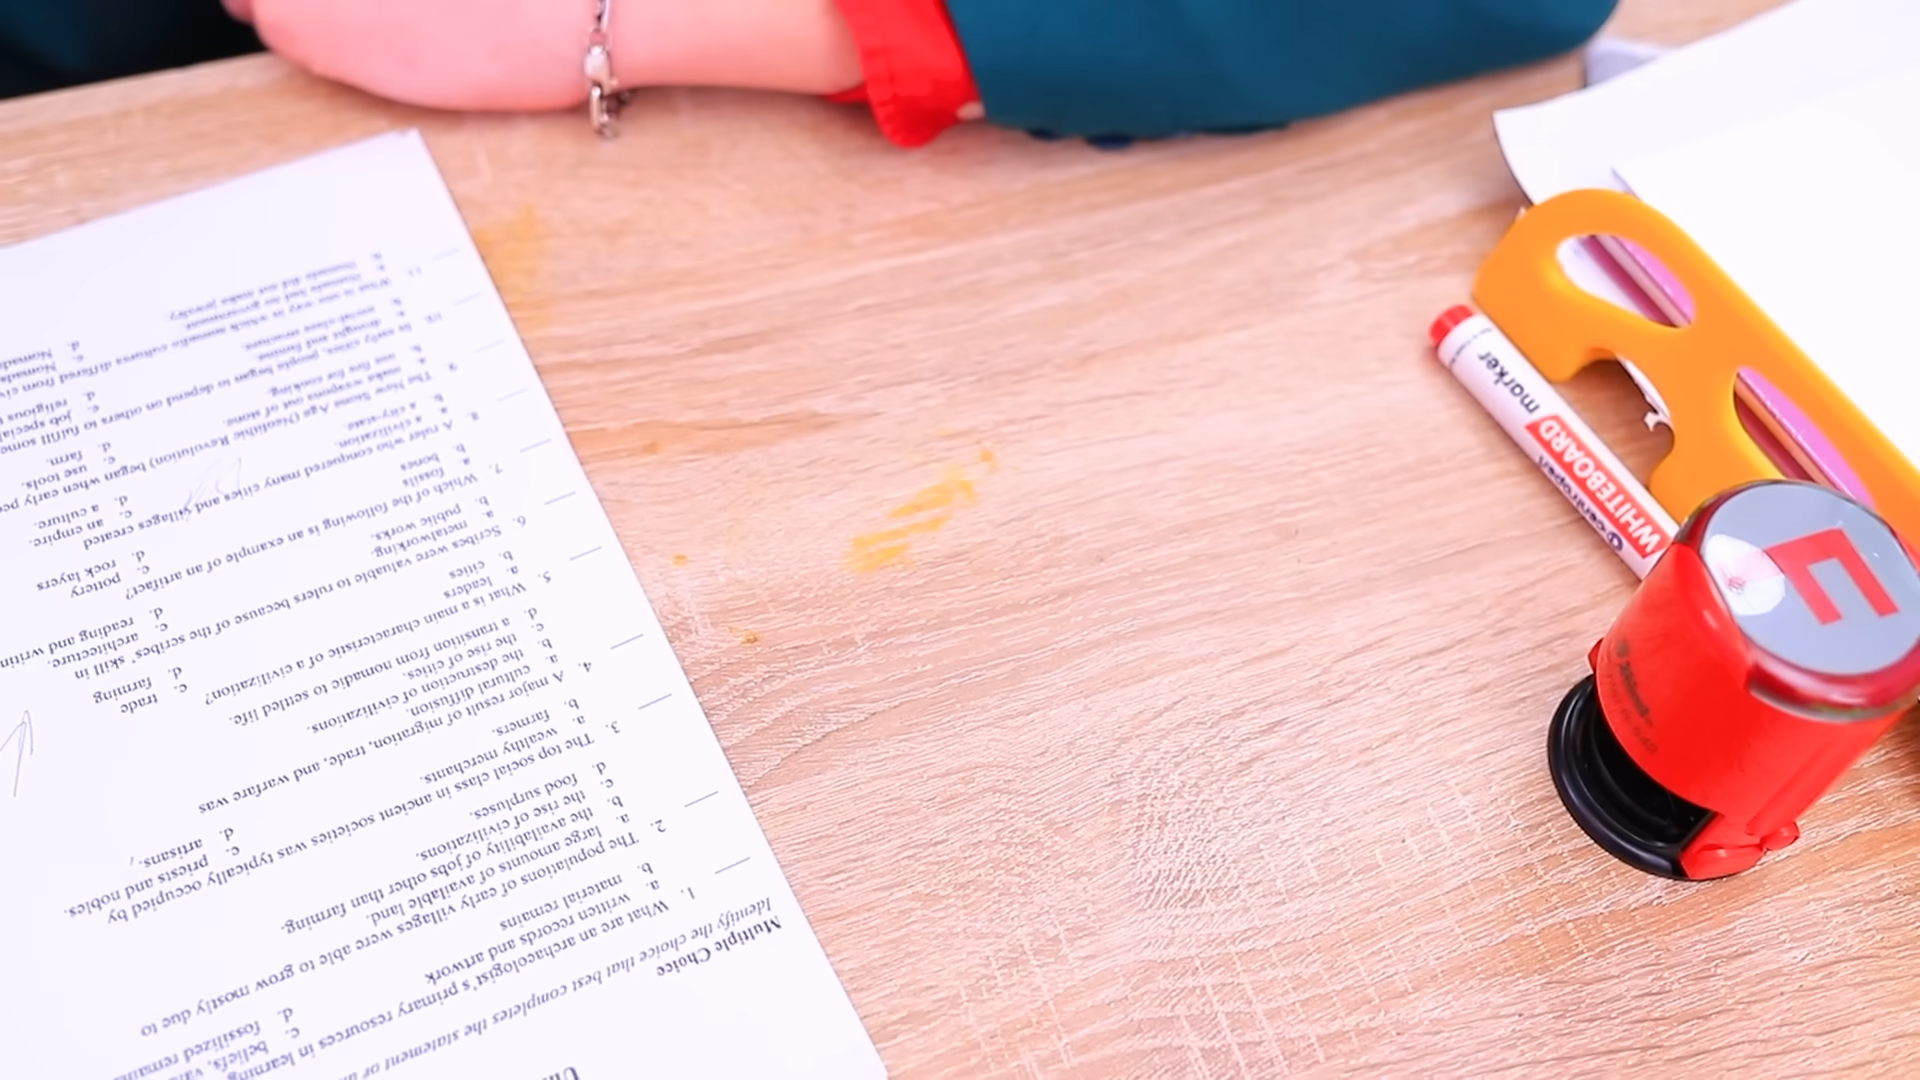 Multiple Choice
Identify the choice that best completes the statement or
1. What are an archaeologist's primary resources in learning
a. written records and artwork
b. material remains
c. beliefs,
d. fossilized remains
2. The populations of early villages were able to grow mostly due to
a. large amounts of available land.
b. the availability of jobs other than farming.
c. the rise of civilizations.
d. food surpluses.
3. The top social class in ancient societies was typically occupied by
a. wealthy merchants.
b. farmers.
c. priests and nobles.
d. artisans.
4. A major result of migration, trade, and warfare was
a. cultural diffusion.
b. the destruction of civilizations.
c. the rise of cities.
d. a transition from nomadic to settled life.
5. What is a main characteristic of a civilization?
a. leaders
b. cities
c. trade
d. farming
6. Scribes were valuable to rulers because of the scribes' skill in
a. metalworking.
b. public works.
c. architecture.
d. reading and
7. Which of the following is an example of an artifact?
a. fossils
b. bones
c. pottery
d. rock layers
8. A ruler who conquered many cities and villages created
a. a civilization.
b. a city-state
c. an empire.
d. a culture.
9. The New Stone Age (Neolithic Revolution) began when early
a. make weapons out of stone.
b. use fire for cooking.
c. use tools.
d. farm.
10. In early cities, people began to depend on others to fulfill some
a. drought and famine.
b. social-class structure.
c. job
d. religious
11. What is one way in which nomadic cultures differed from
a. Nomads had no government.
b. Nomads did not make jewelry.
c. Nomads
d.
centropen
WHITEBOARD
marker
F